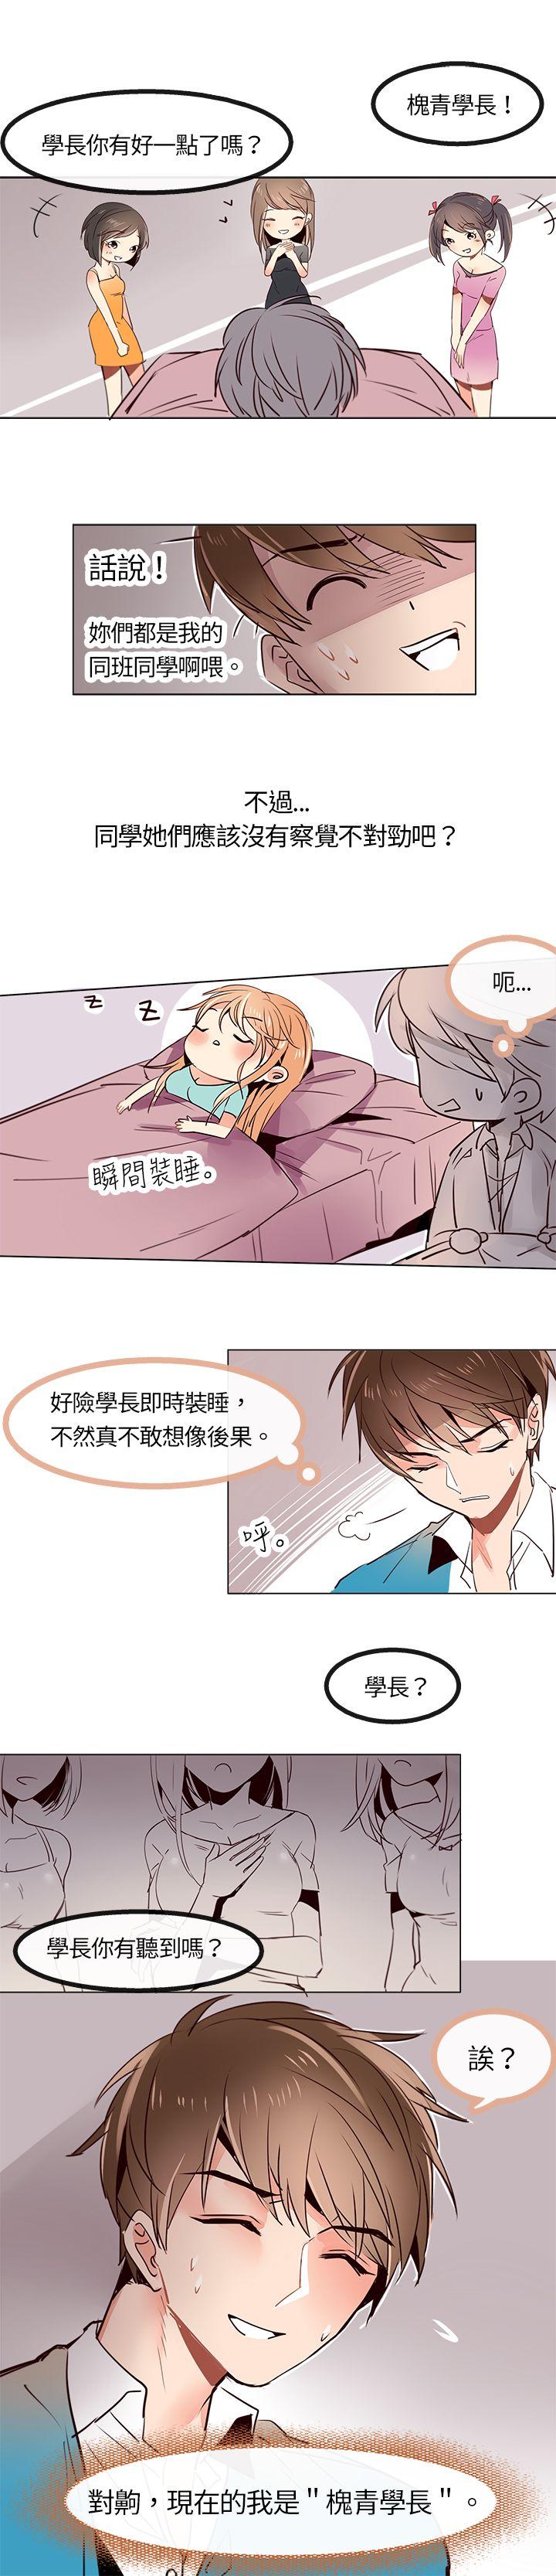 槐青學長！
學長你有好一點了嗎？
話說！
妳們都是我的
同班同學啊喂。
不過...
同學她們應該沒有察覺不對勁吧？
呃...
z z
瞬間裝睡。
好險學長即時裝睡，
不然真不敢想像後果。
呼。
學長？
學長你有聽到嗎？
誒？
對齁，現在的我是＂槐青學長＂。